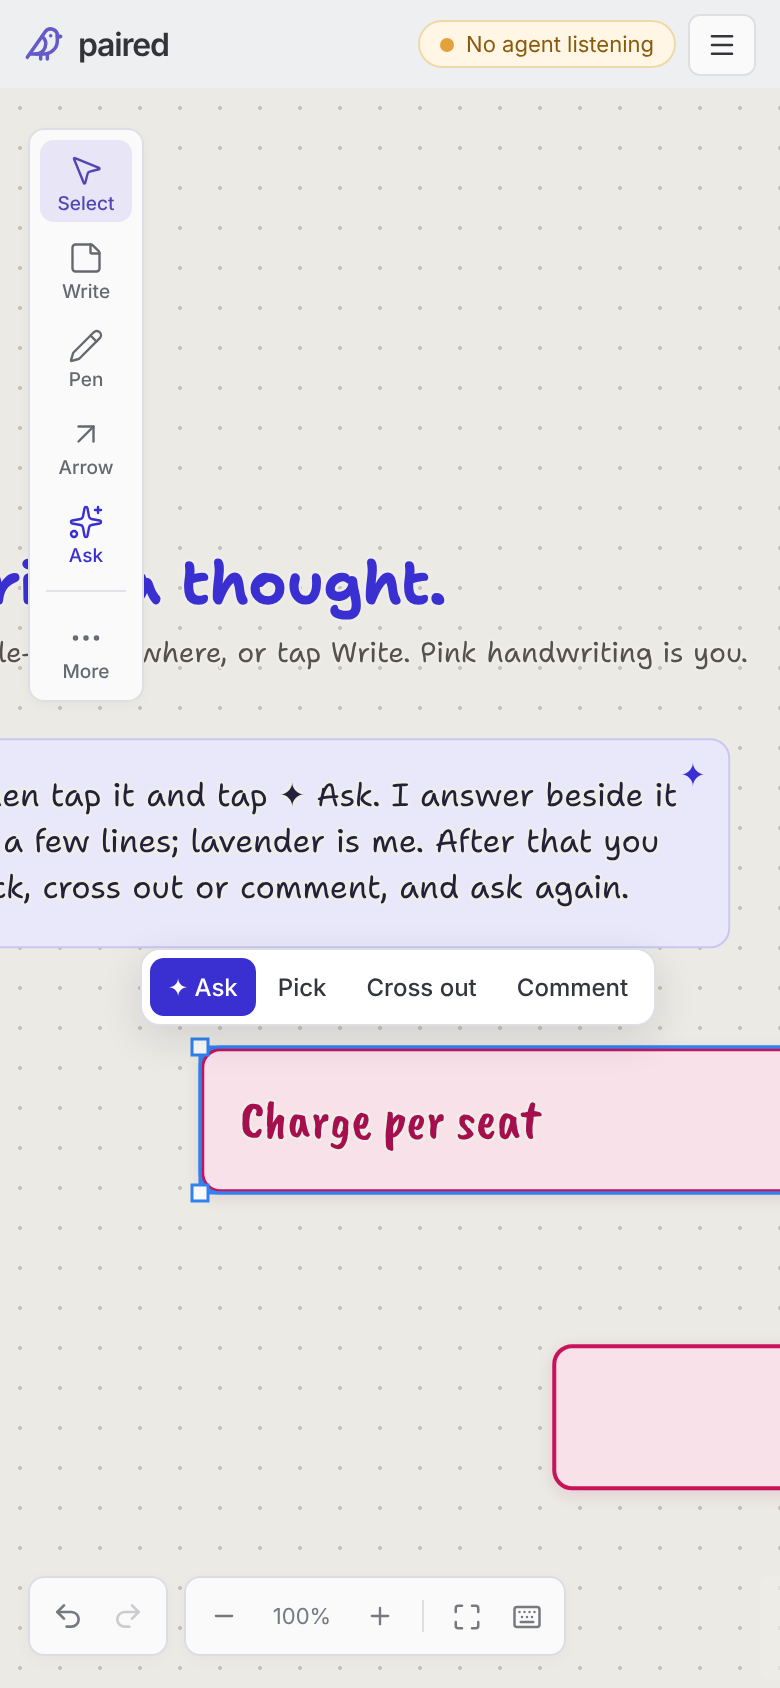 paired
No agent listening
Select
Write
Pen
Arrow
Ask
More
thought.
where, or tap Write. Pink handwriting is you.
tap it and tap ✦ Ask. I answer beside it
a few lines; lavender is me. After that you
cross out or comment, and ask again.
✦ Ask
Pick
Cross out
Comment
Charge per seat
100%